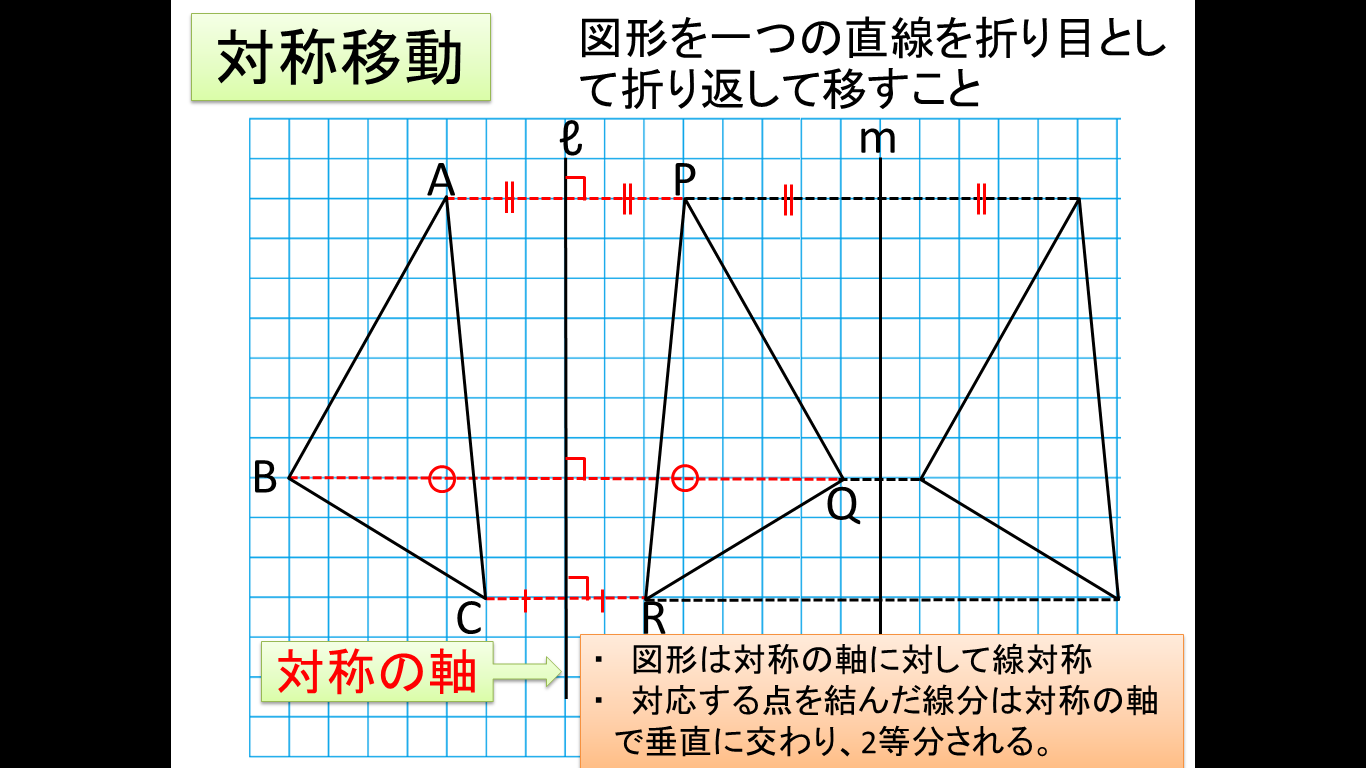 対称移動
図形を一つの直線を折り目とし
て折り返して移すこと
ℓ
m
A
P
B
Q
C
R
対称の軸
・ 図形は対称の軸に対して線対称
・ 対応する点を結んだ線分は対称の軸
で垂直に交わり、2等分される。